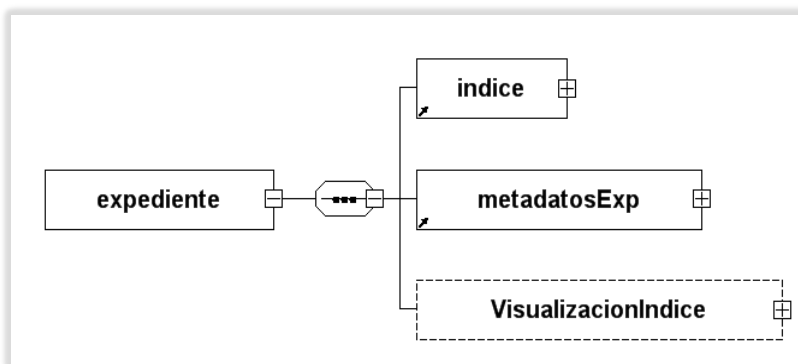 indice
expediente
metadatosExp
VisualizacionIndice